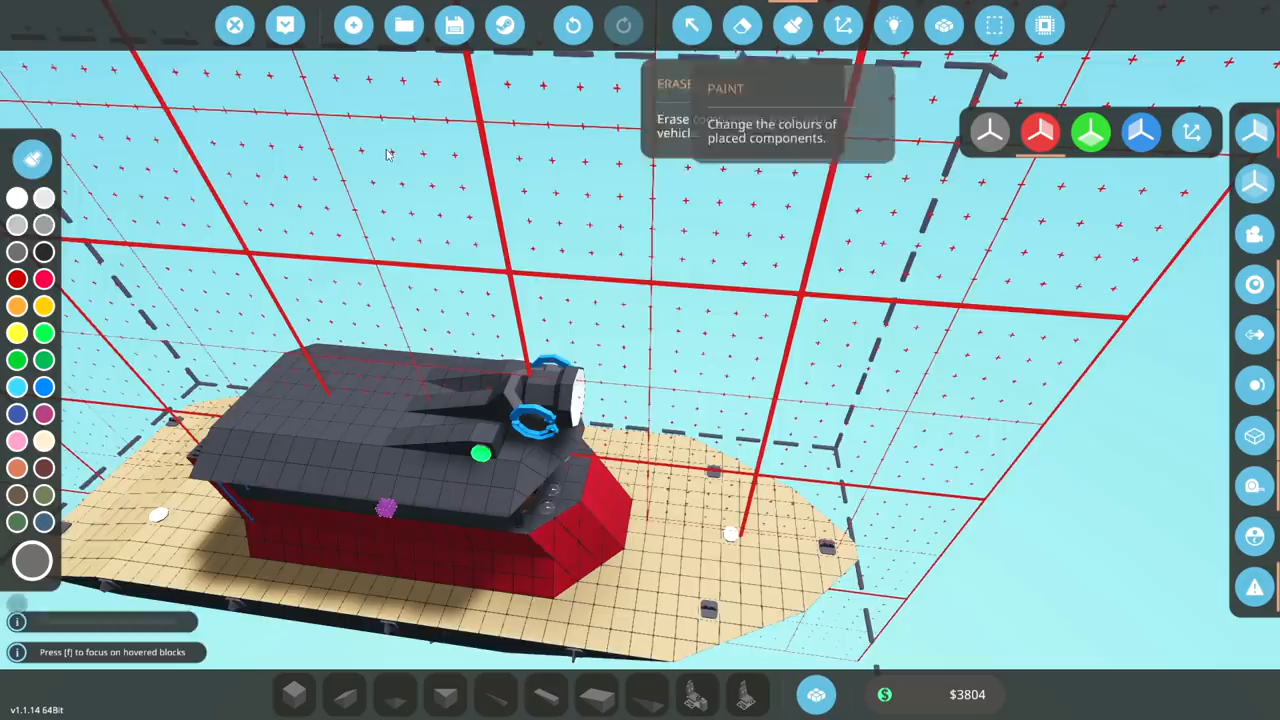 ERASE
PAINT
Erase
vehicl
Change the colours of
placed components.
Press [f] to focus on hovered blocks
$3804
v1.1.14 64Bit